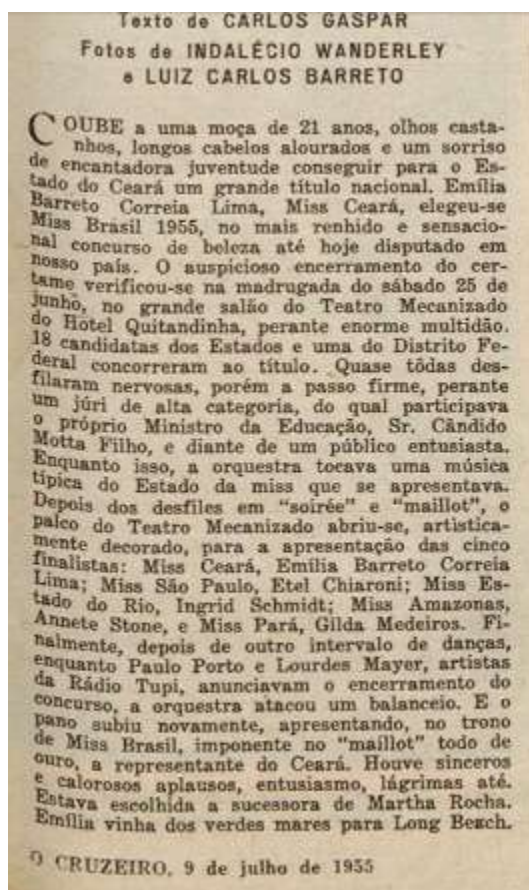 Texto de CARLOS GASPAR
Fotos de INDALÉCIO WANDERLEY
e LUIZ CARLOS BARRETO
COUBE a uma moça de 21 anos, olhos casta-
nhos, longos cabelos alourados e um sorriso
de encantadora juventude conseguir para o Es-
tado do Ceará um grande título nacional. Emília
Barreto Correia Lima, Miss Ceará, elegeu-se
Miss Brasil 1955, no mais renhido e sensacio-
nal concurso de beleza até hoje disputado em
nosso país. O auspicioso encerramento do cer-
tame verificou-se na madrugada do sábado 25 de
junho, no grande salão do Teatro Mecanizado
do Hotel Quitandinha, perante enorme multidão.
18 candidatas dos Estados e uma do Distrito Fe-
deral concorreram ao título. Quase tôdas des-
filaram nervosas, porém a passo firme, perante
um júri de alta categoria, do qual participava
o próprio Ministro da Educação, Sr. Cândido
Motta Filho, e diante de um público entusiasta.
Enquanto isso, a orquestra tocava uma música
típica do Estado da miss que se apresentava.
Depois dos desfiles em "soirée" e "maillot", o
palco do Teatro Mecanizado abriu-se, artistica-
mente decorado, para a apresentação das cinco
finalistas: Miss Ceará, Emília Barreto Correia
Lima; Miss São Paulo, Etel Chiaroni; Miss Es-
tado do Rio, Ingrid Schmidt; Miss Amazonas,
Annete Stone, e Miss Pará, Gilda Medeiros. Fi-
nalmente, depois de outro intervalo de danças,
enquanto Paulo Porto e Lourdes Mayer, artistas
da Rádio Tupi, anunciavam o encerramento do
concurso, a orquestra atacou um balanceio. E o
pano subiu novamente, apresentando, no trono
de Miss Brasil, imponente no "maillot" todo de
ouro, a representante do Ceará. Houve sinceros
e calorosos aplausos, entusiasmo, lágrimas até.
Estava escolhida a sucessora de Martha Rocha.
Emília vinha dos verdes mares para Long Beach.
O CRUZEIRO, 9 de julho de 1955